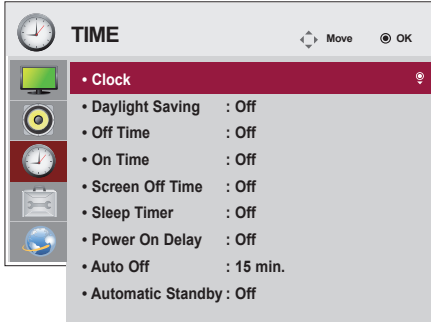 TIME Move OK
• Clock
• Daylight Saving : Off
• Off Time : Off
• On Time : Off
• Screen Off Time : Off
• Sleep Timer : Off
• Power On Delay : Off
• Auto Off : 15 min.
• Automatic Standby : Off